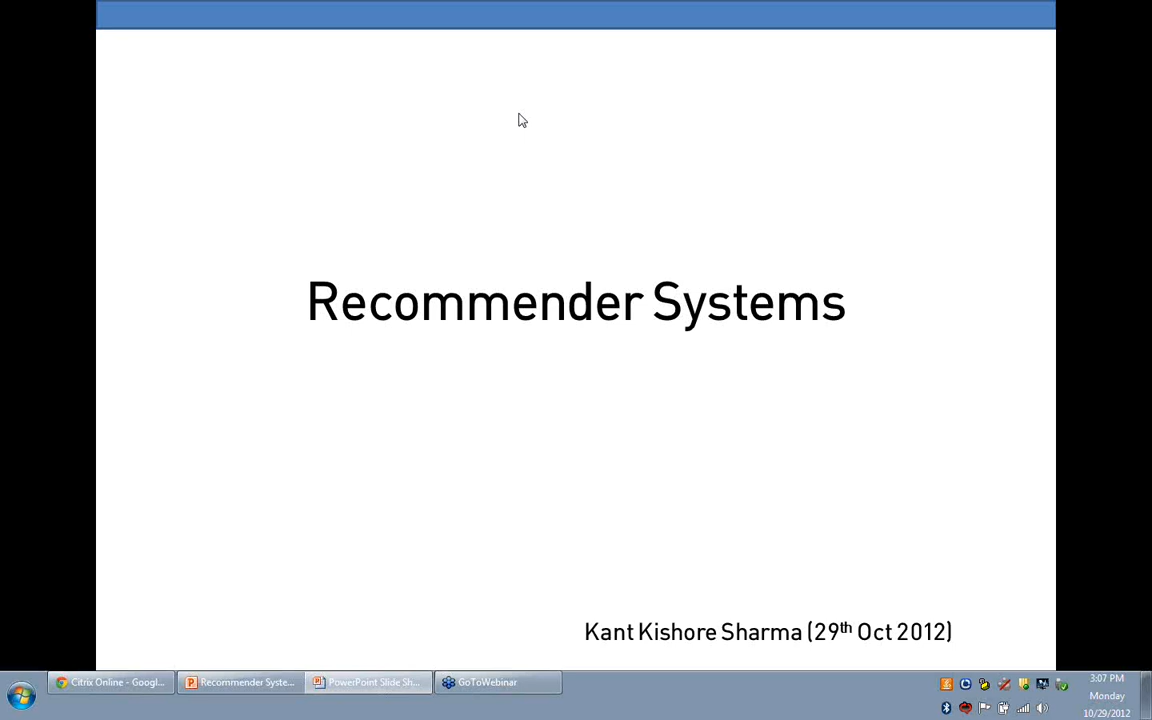 Recommender Systems
Kant Kishore Sharma (29th Oct 2012)
Citrix Online - Googl...
Recommender Syste...
PowerPoint Slide Sh...
GoToWebinar
3:07 PM
Monday
10/29/2012